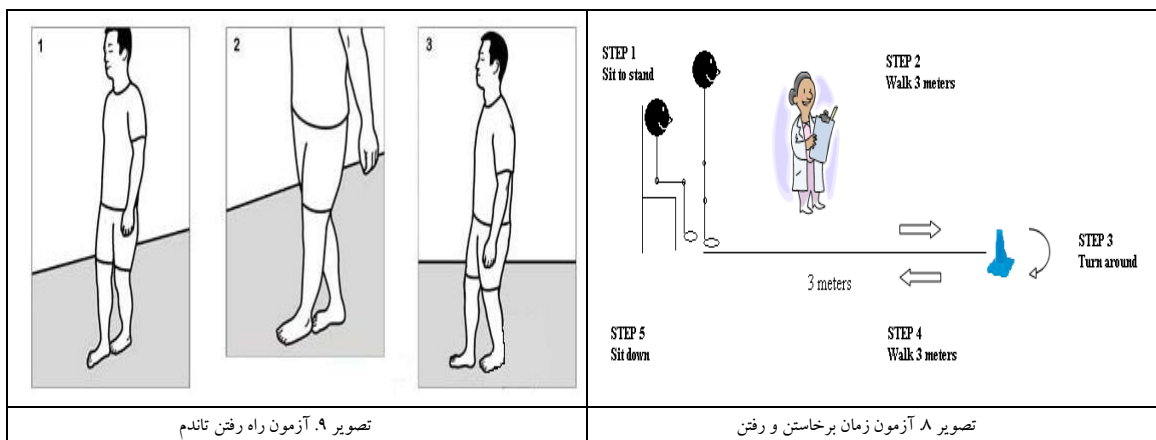 1
2
3
STEP 1
Sit to stand
STEP 2
Walk 3 meters
STEP 3
Turn around
3 meters
STEP 5
Sit down
STEP 4
Walk 3 meters
تصویر ۹. آزمون راه رفتن تاندم
تصویر ۸. آزمون زمان برخاستن و رفتن